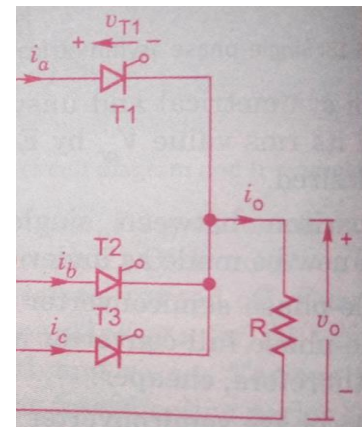 + v_T1 −
i_a
T1
i_o
+
T2
i_b
T3
i_c
R
v_o
−